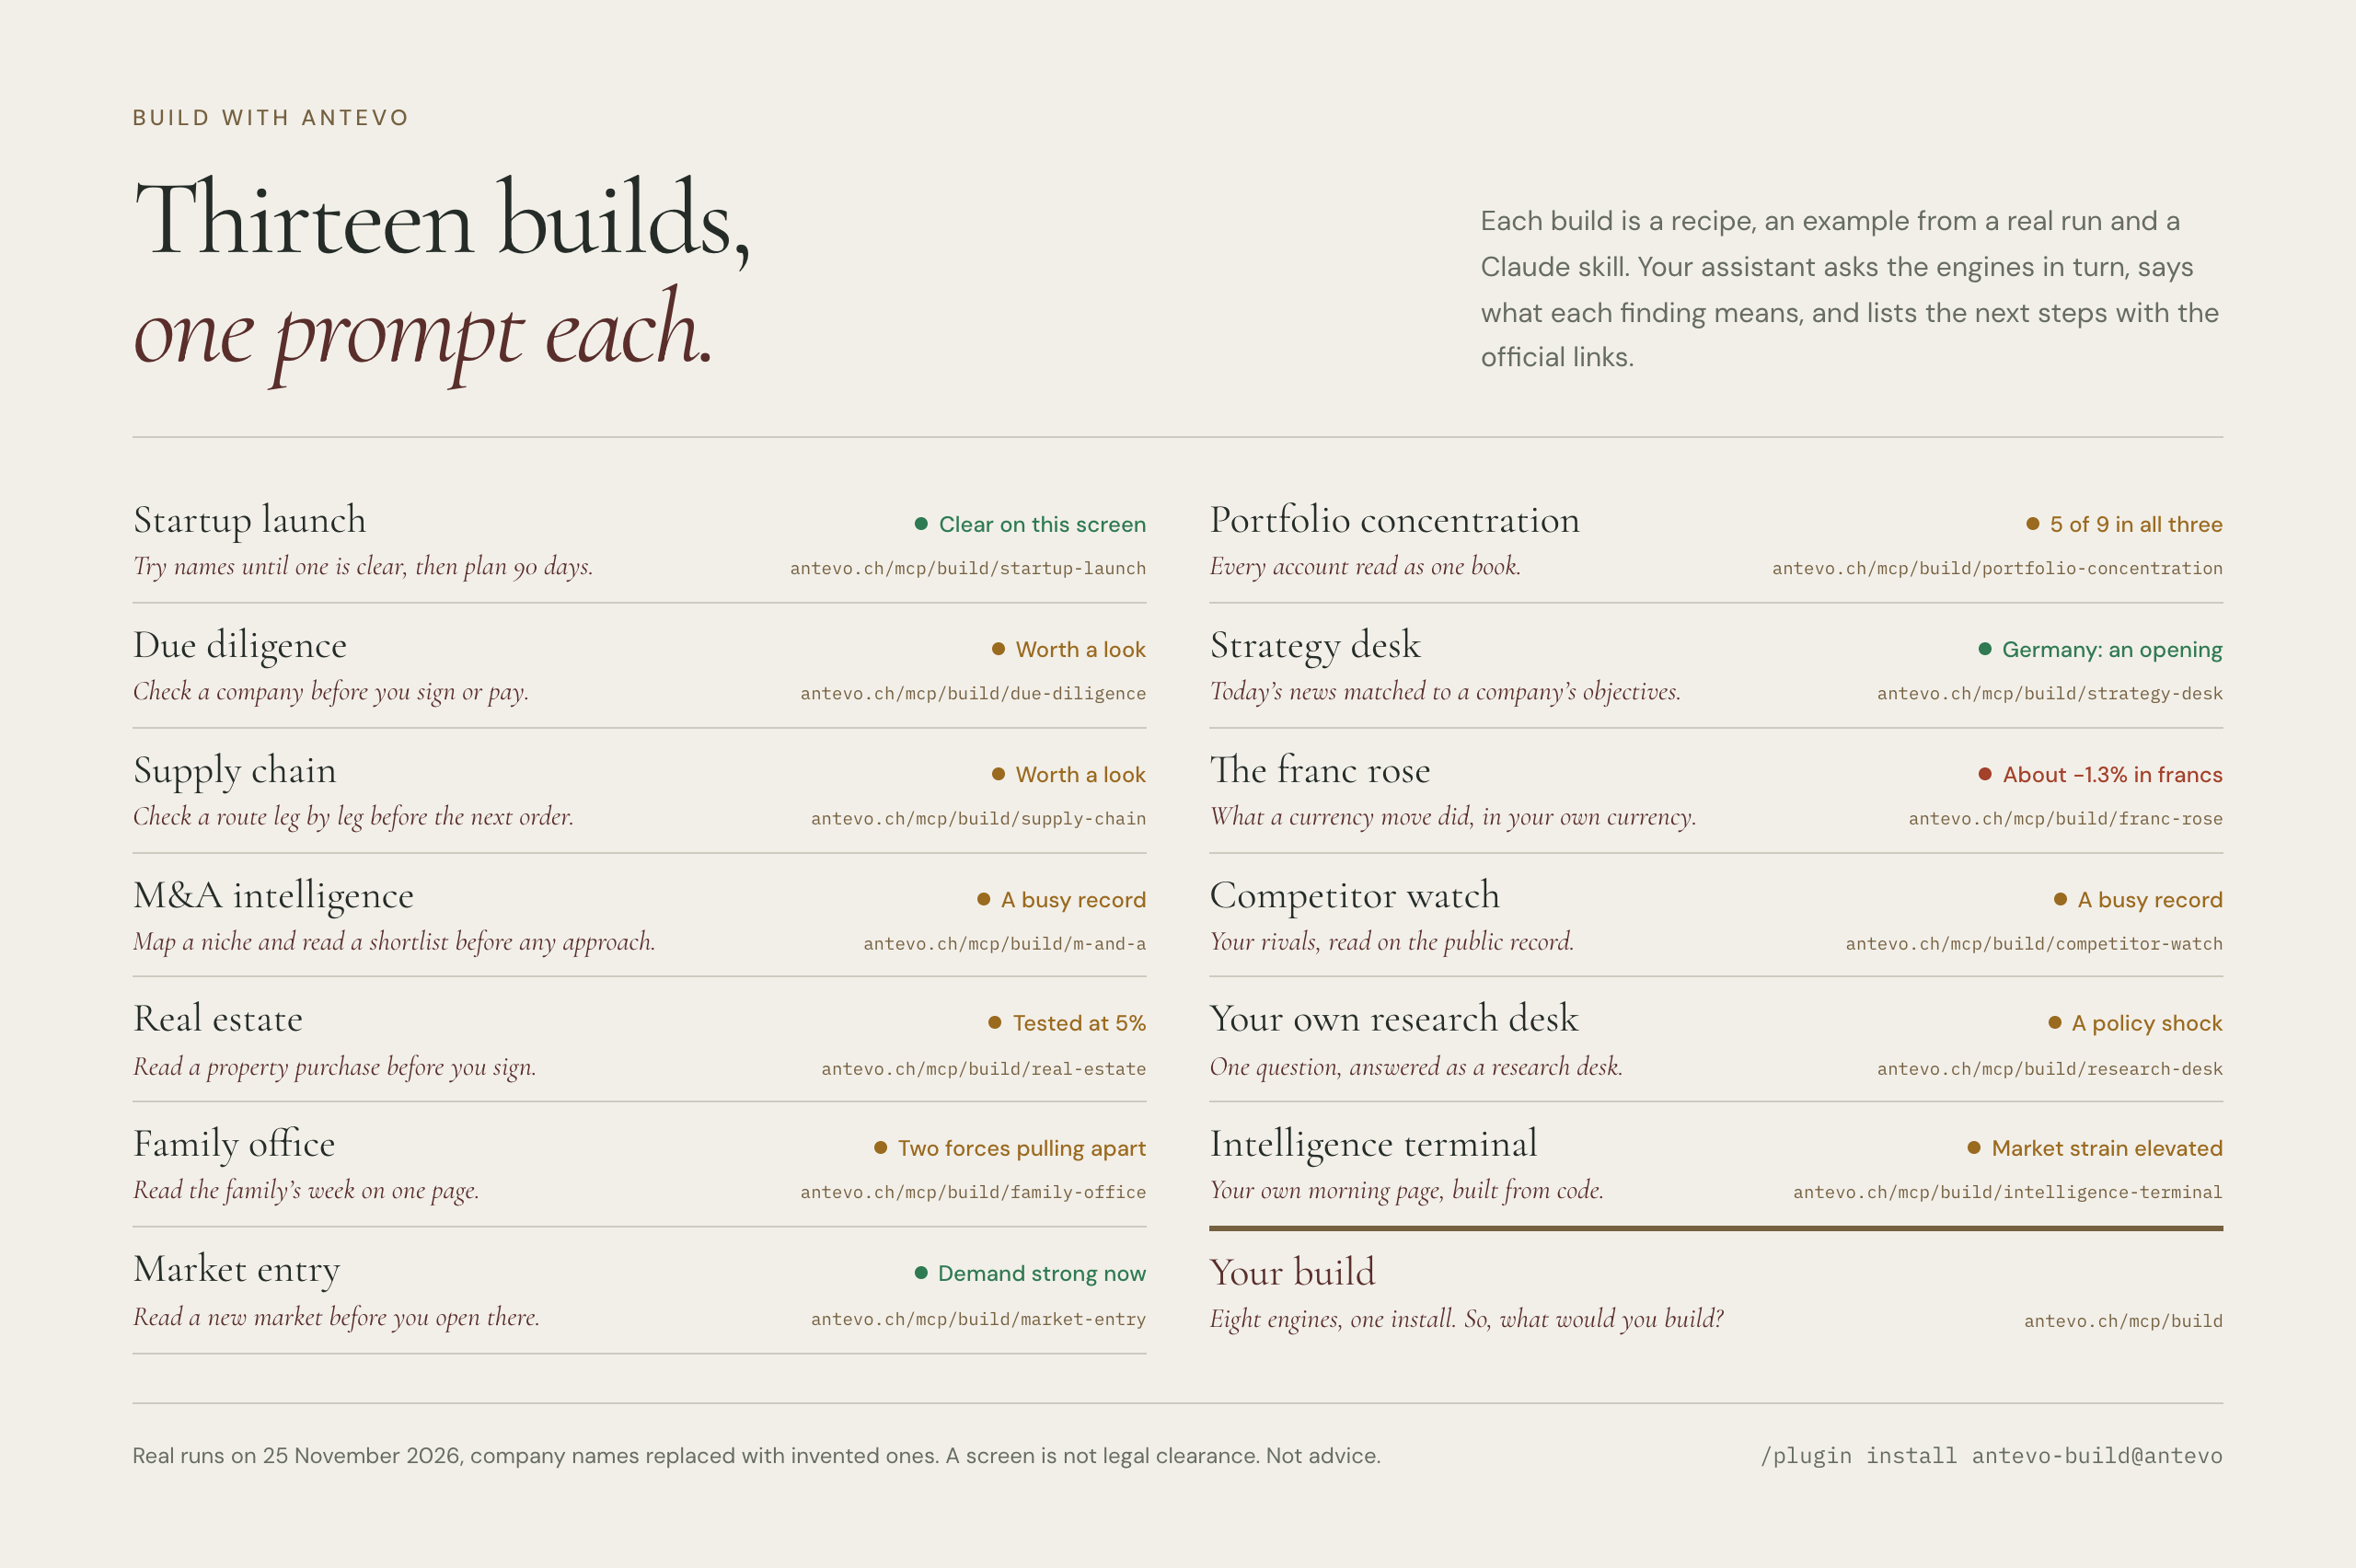 BUILD WITH ANTEVO
Thirteen builds,
one prompt each.
Each build is a recipe, an example from a real run and a
Claude skill. Your assistant asks the engines in turn, says
what each finding means, and lists the next steps with the
official links.
Startup launch
Clear on this screen
Try names until one is clear, then plan 90 days.
antevo.ch/mcp/build/startup-launch
Due diligence
Worth a look
Check a company before you sign or pay.
antevo.ch/mcp/build/due-diligence
Supply chain
Worth a look
Check a route leg by leg before the next order.
antevo.ch/mcp/build/supply-chain
M&A intelligence
A busy record
Map a niche and read a shortlist before any approach.
antevo.ch/mcp/build/m-and-a
Real estate
Tested at 5%
Read a property purchase before you sign.
antevo.ch/mcp/build/real-estate
Family office
Two forces pulling apart
Read the family’s week on one page.
antevo.ch/mcp/build/family-office
Market entry
Demand strong now
Read a new market before you open there.
antevo.ch/mcp/build/market-entry
Portfolio concentration
5 of 9 in all three
Every account read as one book.
antevo.ch/mcp/build/portfolio-concentration
Strategy desk
Germany: an opening
Today’s news matched to a company’s objectives.
antevo.ch/mcp/build/strategy-desk
The franc rose
About −1.3% in francs
What a currency move did, in your own currency.
antevo.ch/mcp/build/franc-rose
Competitor watch
A busy record
Your rivals, read on the public record.
antevo.ch/mcp/build/competitor-watch
Your own research desk
A policy shock
One question, answered as a research desk.
antevo.ch/mcp/build/research-desk
Intelligence terminal
Market strain elevated
Your own morning page, built from code.
antevo.ch/mcp/build/intelligence-terminal
Your build
Eight engines, one install. So, what would you build?
antevo.ch/mcp/build
Real runs on 25 November 2026, company names replaced with invented ones. A screen is not legal clearance. Not advice.
/plugin install antevo-build@antevo